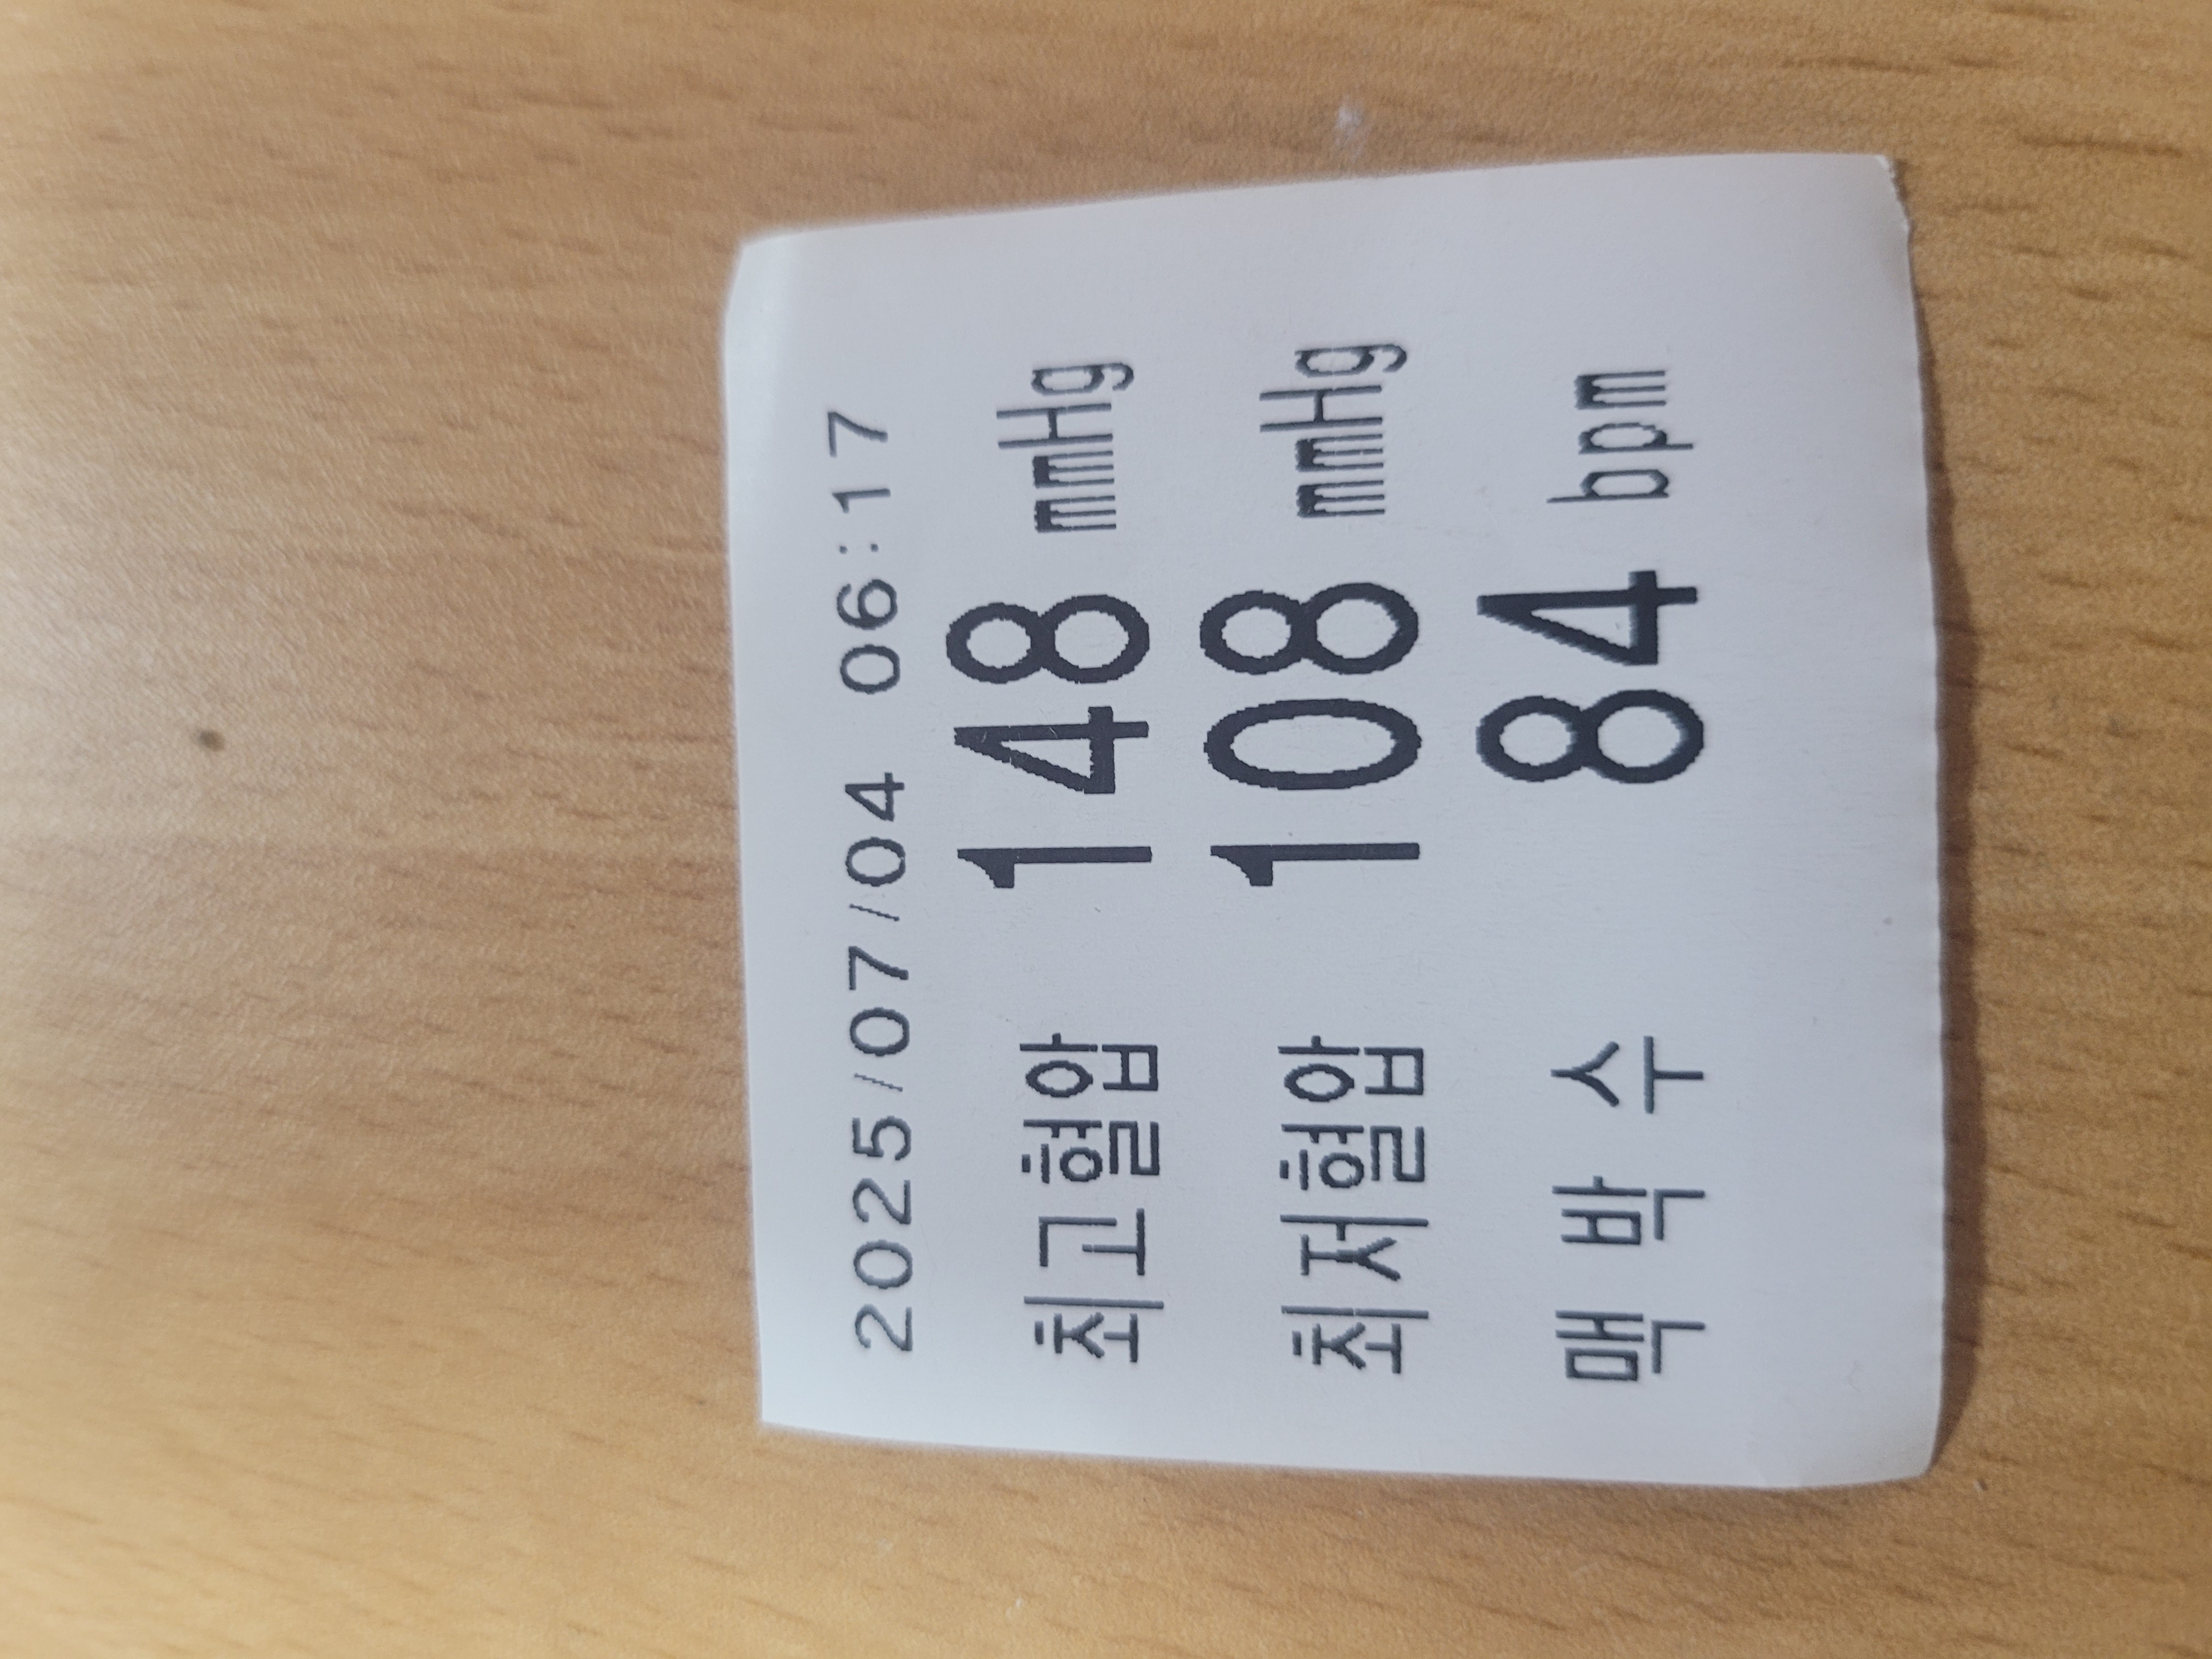 2025/07/04 06:17
최고혈압 148 mmHg
최저혈압 108 mmHg
맥 박 수 84 bpm